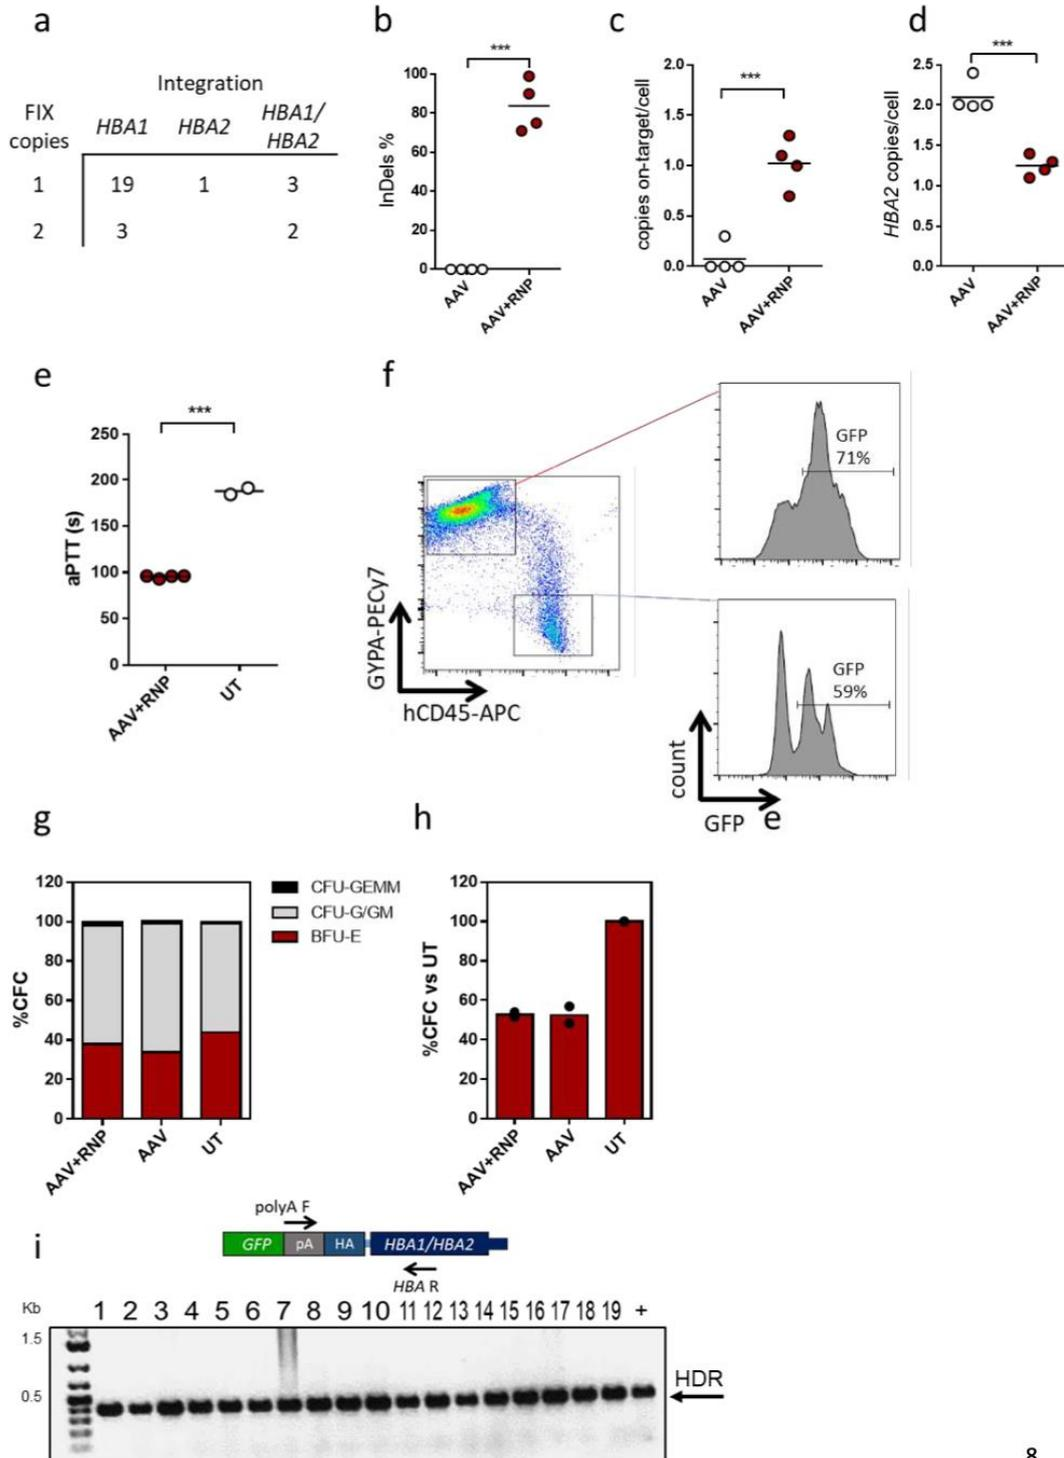 a
Integration
FIX copies HBA1 HBA2 HBA1/ HBA2
1 19 1 3
2 3 2
b
***
InDels %
100
80
60
40
20
0
AAV
AAV+RNP
c
***
copies on-target/cell
2.0
1.5
1.0
0.5
0.0
AAV
AAV+RNP
d
***
HBA2 copies/cell
2.5
2.0
1.5
1.0
0.5
0.0
AAV
AAV+RNP
e
***
aPTT (s)
250
200
150
100
50
0
AAV+RNP
UT
f
GYPA-PECy7
hCD45-APC
GFP
71%
GFP
59%
count
GFP
e
g
%CFC
120
100
80
60
40
20
0
AAV+RNP
AAV
UT
CFU-GEMM
CFU-G/GM
BFU-E
h
%CFC vs UT
120
100
80
60
40
20
0
AAV+RNP
AAV
UT
i
polyA F
GFP pA HA HBA1/HBA2
HBA R
Kb 1 2 3 4 5 6 7 8 9 10 11 12 13 14 15 16 17 18 19 +
1.5
0.5
HDR
8